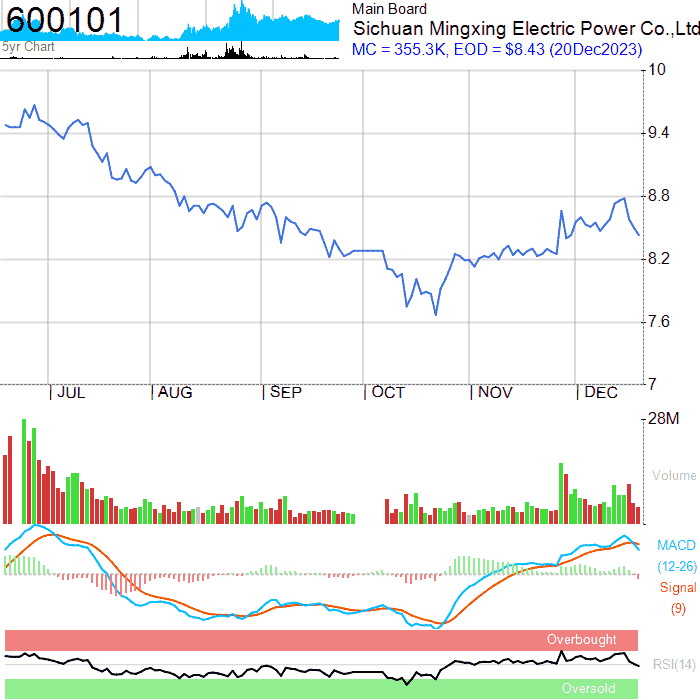 600101
5yr Chart
Main Board
Sichuan Mingxing Electric Power Co.,Ltd
MC = 355.3K, EOD = $8.43 (20Dec2023)
10
9.4
8.8
8.2
7.6
7
JUL AUG SEP OCT NOV DEC
28M
Volume
MACD
(12-26)
Signal
(9)
Overbought
RSI(14)
Oversold